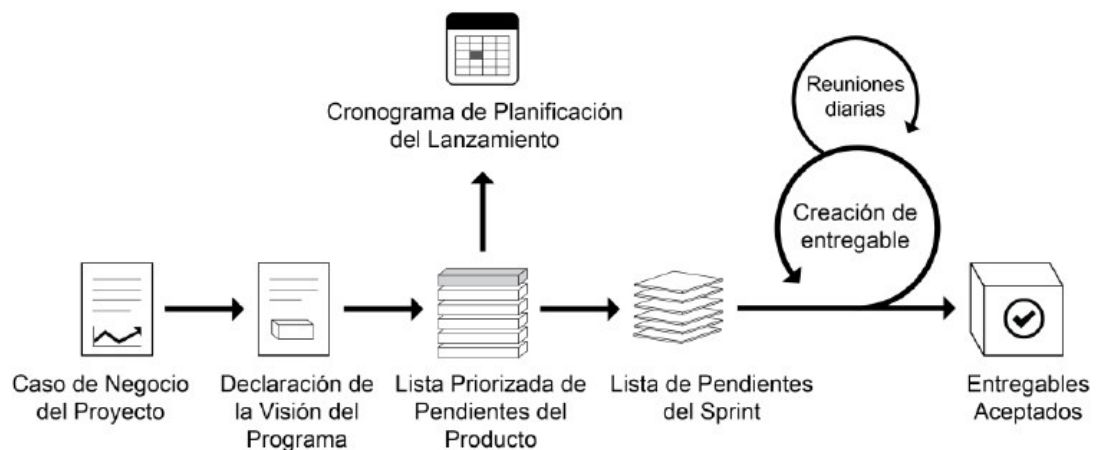 Cronograma de Planificación
del Lanzamiento
Reuniones
diarias
Creación de
entregable
Caso de Negocio
del Proyecto
Declaración de
la Visión del
Programa
Lista Priorizada de
Pendientes del
Producto
Lista de Pendientes
del Sprint
Entregables
Aceptados